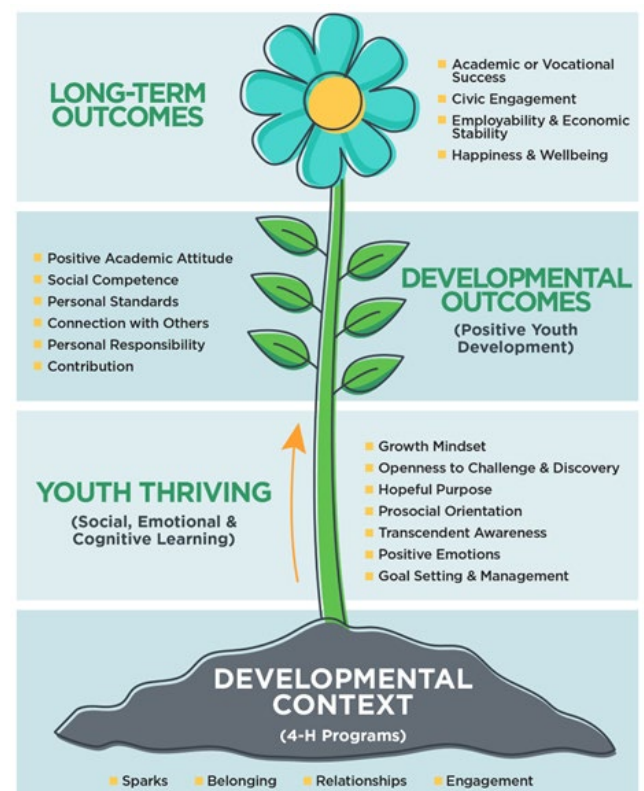 LONG-TERM
OUTCOMES
Academic or Vocational
Success
Civic Engagement
Employability & Economic
Stability
Happiness & Wellbeing
Positive Academic Attitude
Social Competence
Personal Standards
Connection with Others
Personal Responsibility
Contribution
DEVELOPMENTAL
OUTCOMES
(Positive Youth
Development)
YOUTH THRIVING
(Social, Emotional &
Cognitive Learning)
Growth Mindset
Openness to Challenge & Discovery
Hopeful Purpose
Prosocial Orientation
Transcendent Awareness
Positive Emotions
Goal Setting & Management
DEVELOPMENTAL
CONTEXT
(4-H Programs)
Sparks Belonging Relationships Engagement